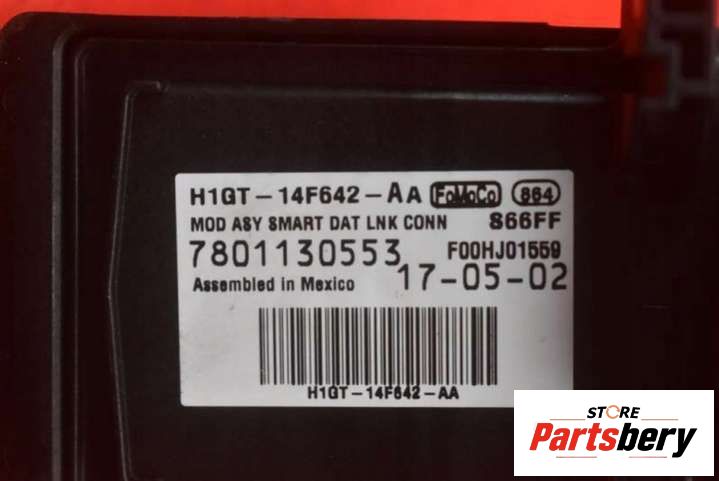 H1GT-14F642-AA FoMoCo 864
MOD ASY SMART DAT LNK CONN 866FF
7801130553 F00HJ01559
Assembled in Mexico 17-05-02
H1GT-14F642-AA
STORE
Partsbery